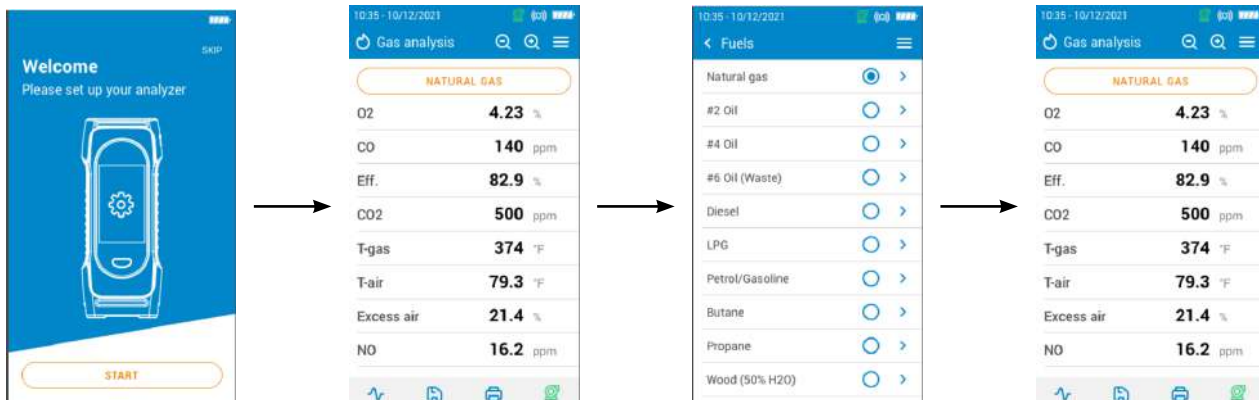 SKIP
Welcome
Please set up your analyzer
START
10:35 - 10/12/2021
Gas analysis
NATURAL GAS
O2 4.23 %
CO 140 ppm
Eff. 82.9 %
CO2 500 ppm
T-gas 374 °F
T-air 79.3 °F
Excess air 21.4 %
NO 16.2 ppm
10:35 - 10/12/2021
Fuels
Natural gas
#2 Oil
#4 Oil
#6 Oil (Waste)
Diesel
LPG
Petrol/Gasoline
Butane
Propane
Wood (50% H2O)
10:35 - 10/12/2021
Gas analysis
NATURAL GAS
O2 4.23 %
CO 140 ppm
Eff. 82.9 %
CO2 500 ppm
T-gas 374 °F
T-air 79.3 °F
Excess air 21.4 %
NO 16.2 ppm